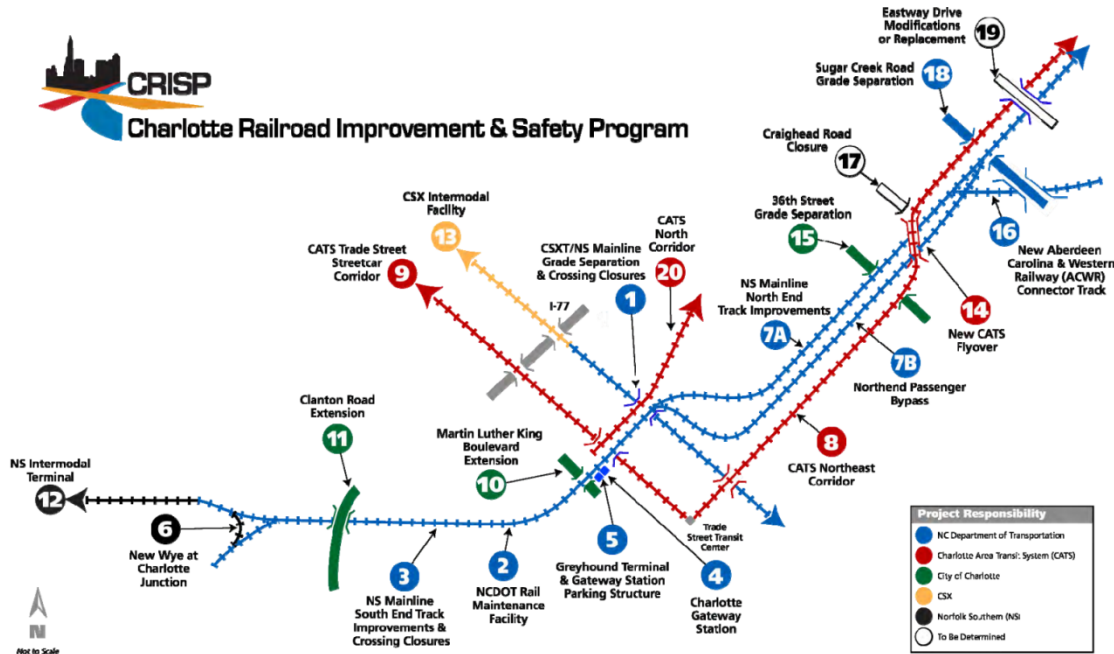 CRISP
Charlotte Railroad Improvement & Safety Program
Eastway Drive
Modifications
or Replacement
19
Sugar Creek Road
Grade Separation
18
Craighead Road
Closure
17
36th Street
Grade Separation
15
16
New Aberdeen
Carolina & Western
Railway (ACWR)
Connector Track
CSX Intermodal
Facility
13
CATS Trade Street
Streetcar
Corridor
9
CSXT/NS Mainline
Grade Separation
& Crossing Closures
1
CATS
North
Corridor
20
I-77
NS Mainline
North End
Track Improvements
7A
14
New CATS
Flyover
7B
Northend Passenger
Bypass
8
CATS Northeast
Corridor
Clanton Road
Extension
11
Martin Luther King
Boulevard
Extension
10
NS Intermodal
Terminal
12
6
New Wye at
Charlotte
Junction
3
NS Mainline
South End Track
Improvements &
Crossing Closures
2
NCDOT Rail
Maintenance
Facility
5
Greyhound Terminal
& Gateway Station
Parking Structure
4
Charlotte
Gateway
Station
Trade
Street Transit
Center
Project Responsibility
NC Department of Transportation
Charlotte Area Transit System (CATS)
City of Charlotte
CSX
Norfolk Southern (NS)
To Be Determined
N
Not to Scale